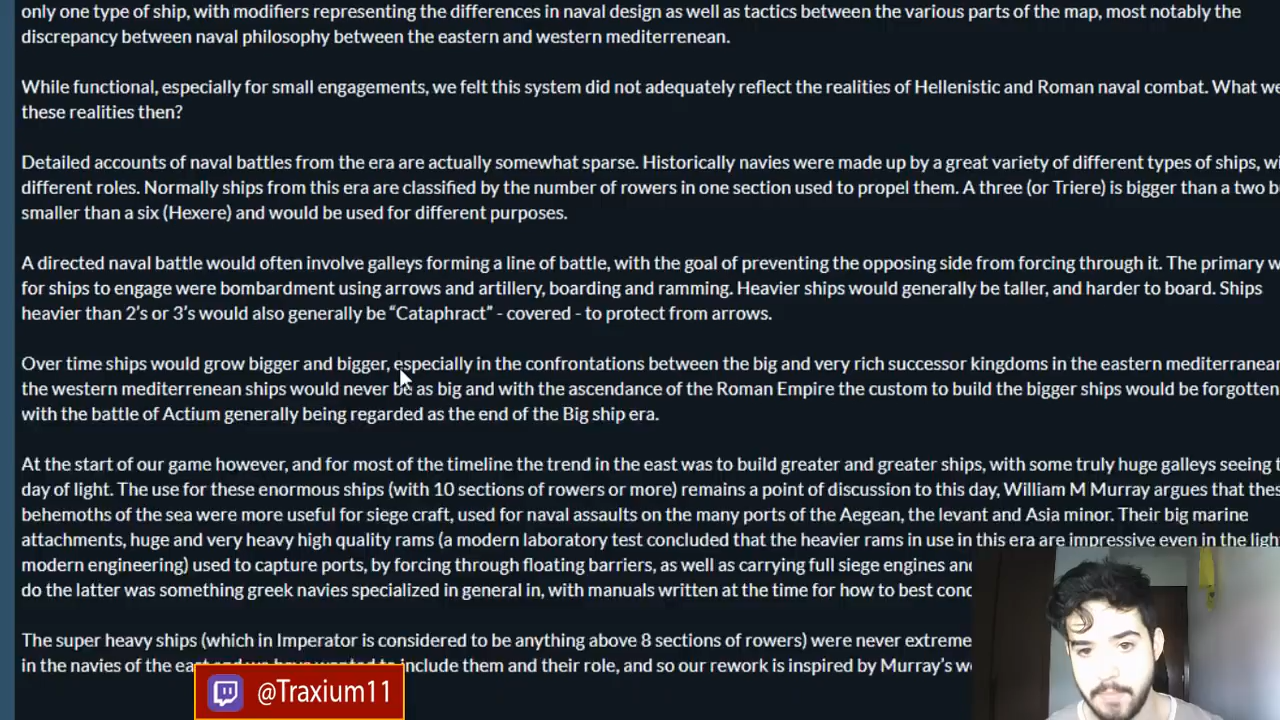 only one type of ship, with modifiers representing the differences in naval design as well as tactics between the various parts of the map, most notably the
discrepancy between naval philosophy between the eastern and western mediterrenean.
While functional, especially for small engagements, we felt this system did not adequately reflect the realities of Hellenistic and Roman naval combat. What we
these realities then?
Detailed accounts of naval battles from the era are actually somewhat sparse. Historically navies were made up by a great variety of different types of ships, wi
different roles. Normally ships from this era are classified by the number of rowers in one section used to propel them. A three (or Triere) is bigger than a two b
smaller than a six (Hexere) and would be used for different purposes.
A directed naval battle would often involve galleys forming a line of battle, with the goal of preventing the opposing side from forcing through it. The primary w
for ships to engage were bombardment using arrows and artillery, boarding and ramming. Heavier ships would generally be taller, and harder to board. Ships
heavier than 2’s or 3’s would also generally be “Cataphract” - covered - to protect from arrows.
Over time ships would grow bigger and bigger, especially in the confrontations between the big and very rich successor kingdoms in the eastern mediterranean
the western mediterrenean ships would never be as big and with the ascendance of the Roman Empire the custom to build the bigger ships would be forgotten
with the battle of Actium generally being regarded as the end of the Big ship era.
At the start of our game however, and for most of the timeline the trend in the east was to build greater and greater ships, with some truly huge galleys seeing t
day of light. The use for these enormous ships (with 10 sections of rowers or more) remains a point of discussion to this day, William M Murray argues that thes
behemoths of the sea were more useful for siege craft, used for naval assaults on the many ports of the Aegean, the levant and Asia minor. Their big marine
attachments, huge and very heavy high quality rams (a modern laboratory test concluded that the heavier rams in use in this era are impressive even in the light
modern engineering) used to capture ports, by forcing through floating barriers, as well as carrying full siege engines and
do the latter was something greek navies specialized in general in, with manuals written at the time for how to best conc
The super heavy ships (which in Imperator is considered to be anything above 8 sections of rowers) were never extreme
in the navies of the include them and their role, and so our rework is inspired by Murray’s w
@Traxium11